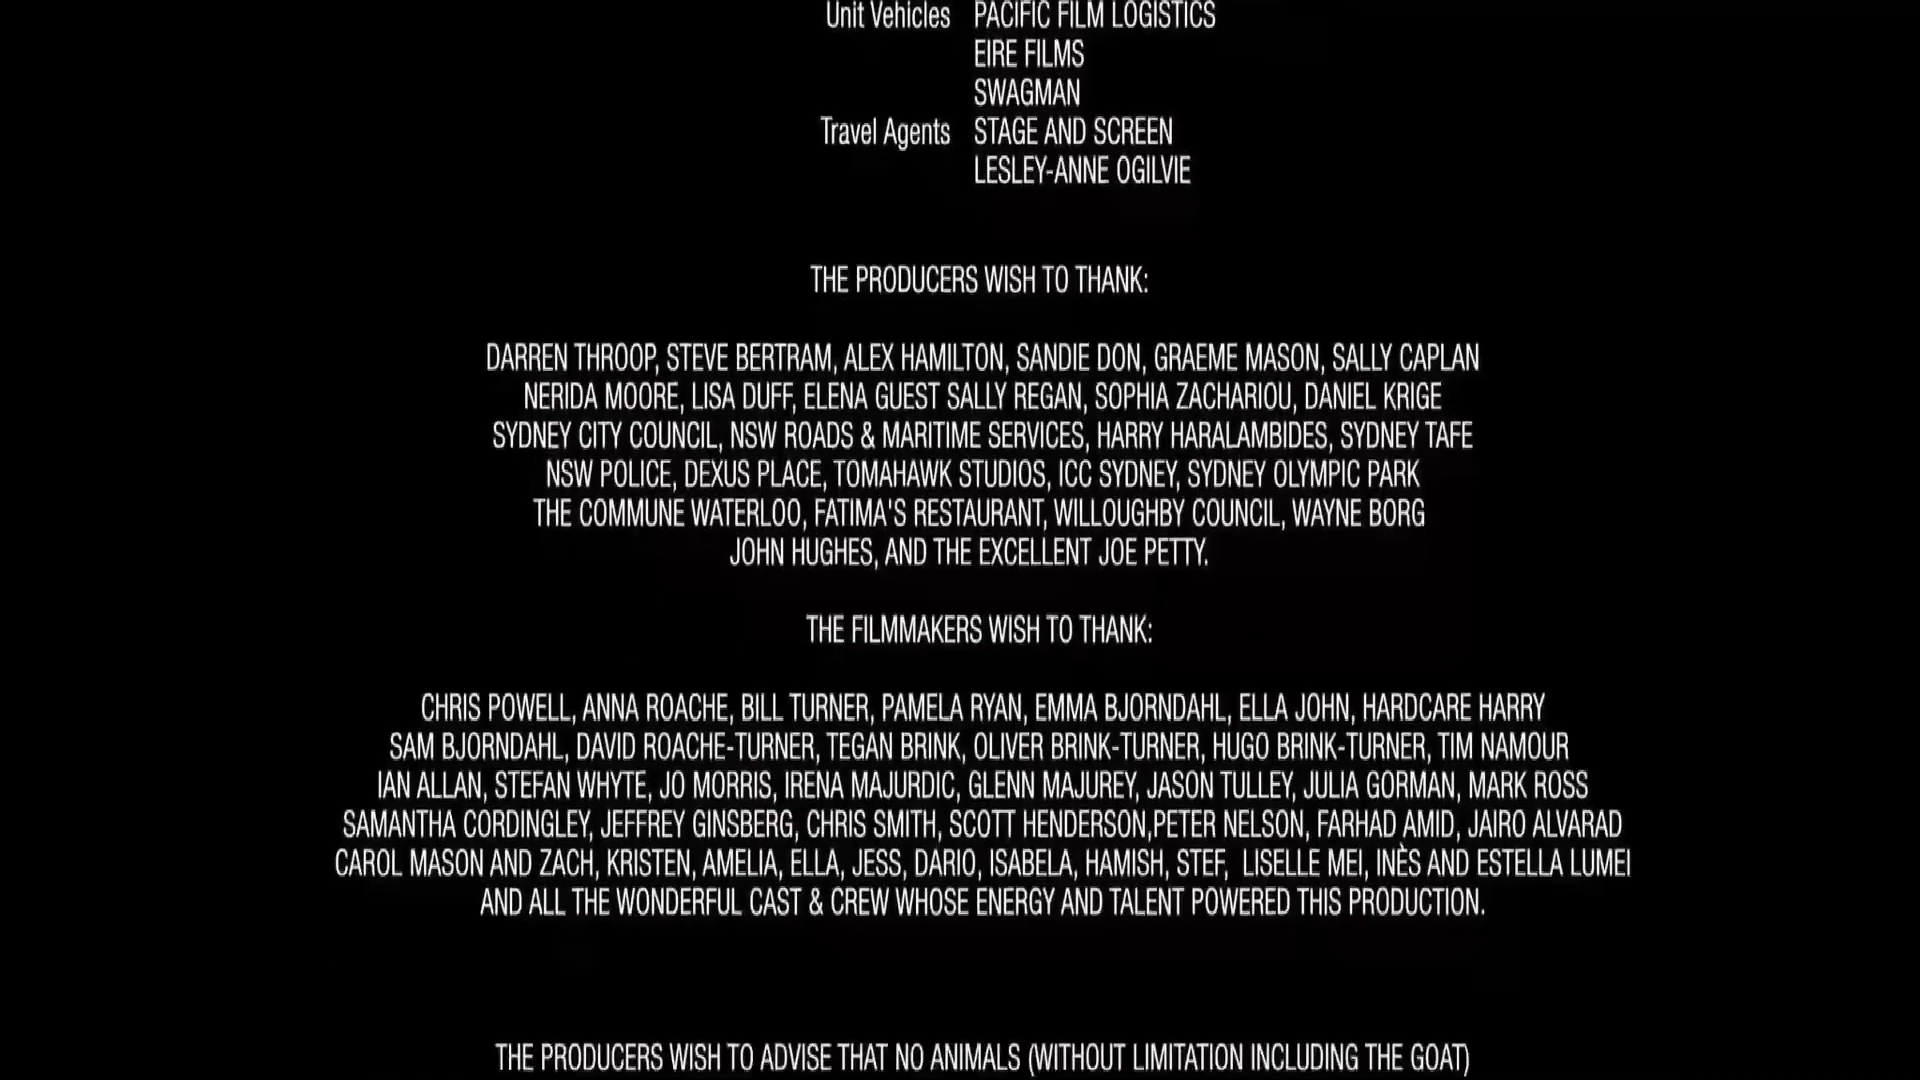 Unit Vehicles PACIFIC FILM LOGISTICS
EIRE FILMS
SWAGMAN
Travel Agents STAGE AND SCREEN
LESLEY-ANNE OGILVIE
THE PRODUCERS WISH TO THANK:
DARREN THROOP, STEVE BERTRAM, ALEX HAMILTON, SANDIE DON, GRAEME MASON, SALLY CAPLAN
NERIDA MOORE, LISA DUFF, ELENA GUEST SALLY REGAN, SOPHIA ZACHARIOU, DANIEL KRIGE
SYDNEY CITY COUNCIL, NSW ROADS & MARITIME SERVICES, HARRY HARALAMBIDES, SYDNEY TAFE
NSW POLICE, DEXUS PLACE, TOMAHAWK STUDIOS, ICC SYDNEY, SYDNEY OLYMPIC PARK
THE COMMUNE WATERLOO, FATIMA'S RESTAURANT, WILLOUGHBY COUNCIL, WAYNE BORG
JOHN HUGHES, AND THE EXCELLENT JOE PETTY.
THE FILMMAKERS WISH TO THANK:
CHRIS POWELL, ANNA ROACHE, BILL TURNER, PAMELA RYAN, EMMA BJORNDAHL, ELLA JOHN, HARDCARE HARRY
SAM BJORNDAHL, DAVID ROACHE-TURNER, TEGAN BRINK, OLIVER BRINK-TURNER, HUGO BRINK-TURNER, TIM NAMOUR
IAN ALLAN, STEFAN WHYTE, JO MORRIS, IRENA MAJURDIC, GLENN MAJUREY, JASON TULLEY, JULIA GORMAN, MARK ROSS
SAMANTHA CORDINGLEY, JEFFREY GINSBERG, CHRIS SMITH, SCOTT HENDERSON,PETER NELSON, FARHAD AMID, JAIRO ALVARAD
CAROL MASON AND ZACH, KRISTEN, AMELIA, ELLA, JESS, DARIO, ISABELA, HAMISH, STEF,  LISELLE MEI, INÈS AND ESTELLA LUMEI
AND ALL THE WONDERFUL CAST & CREW WHOSE ENERGY AND TALENT POWERED THIS PRODUCTION.
THE PRODUCERS WISH TO ADVISE THAT NO ANIMALS (WITHOUT LIMITATION INCLUDING THE GOAT)